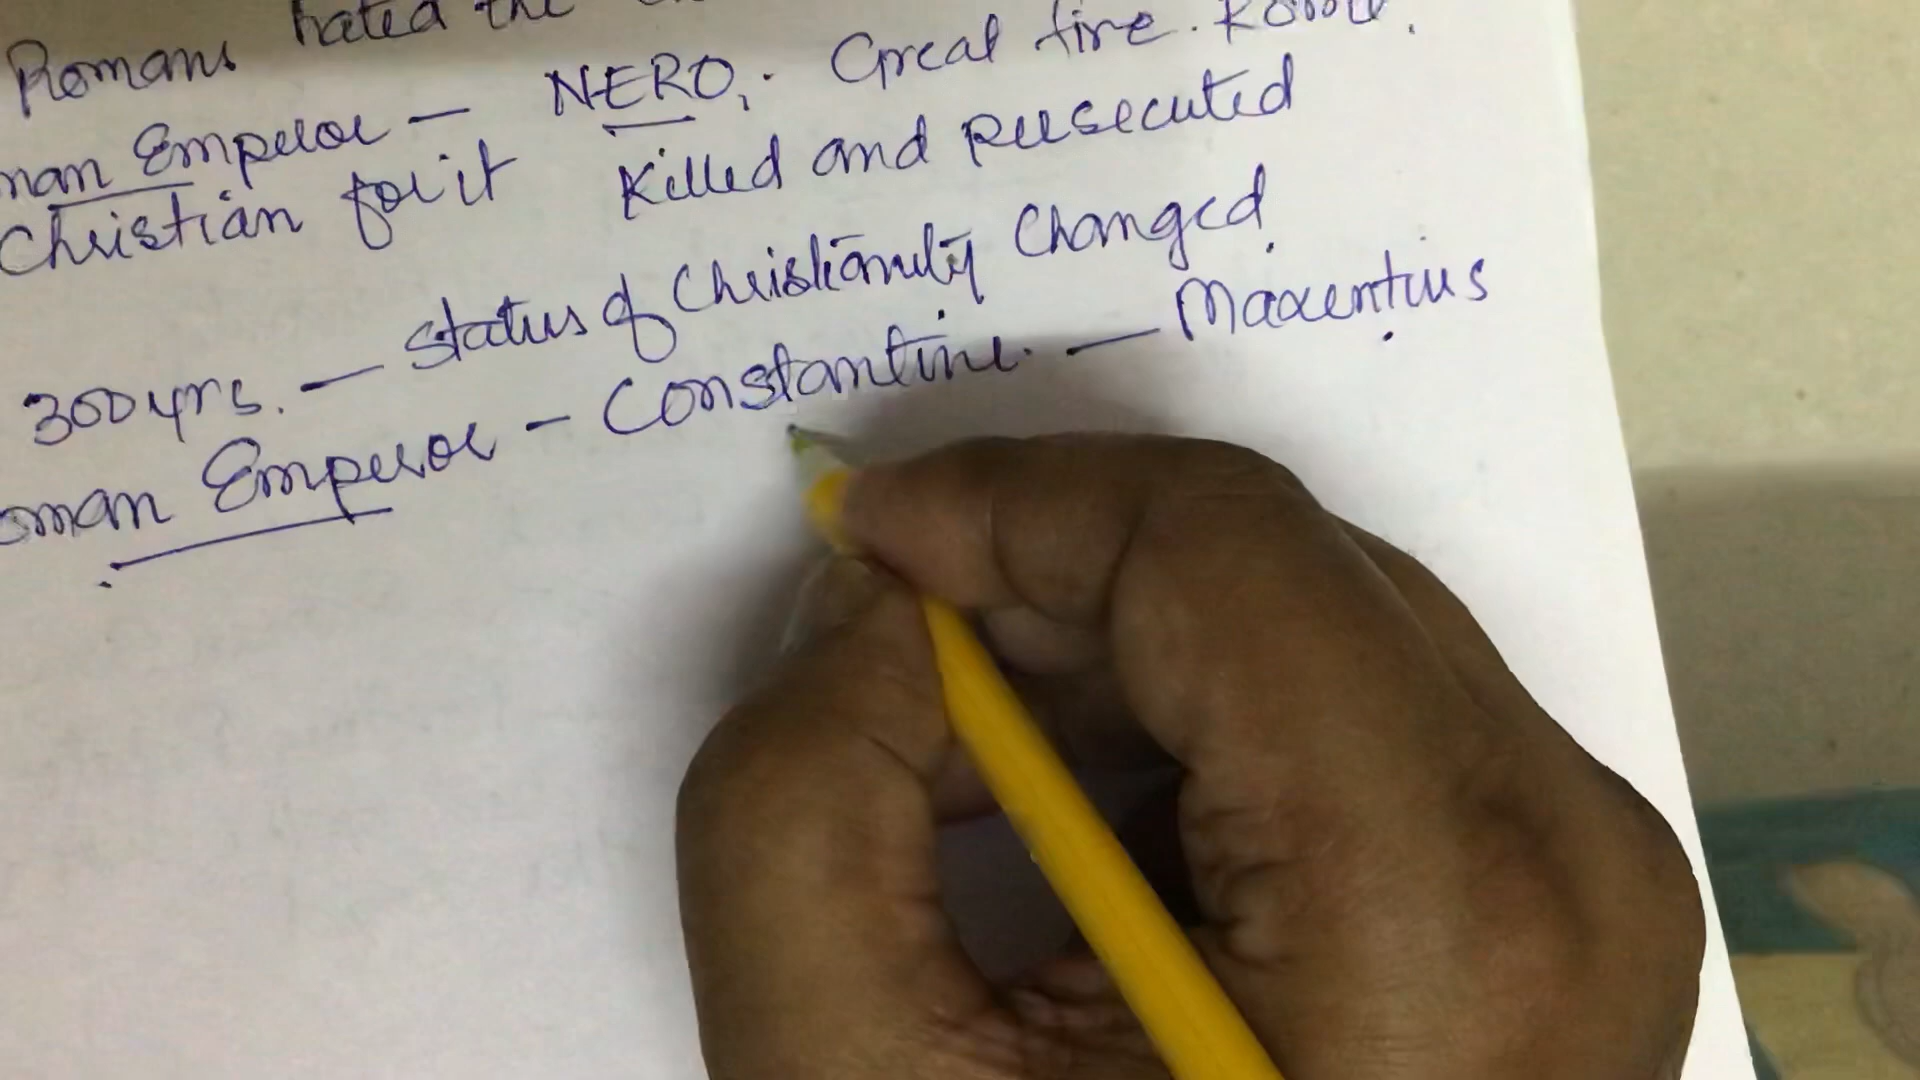 Romans hated the
man Emperor — NERO, . Great fire. Rome.
Christian for it Killed and persecuted
300 yrs. — Status of Christianity Changed
oman Emperor – Constantine. — Maxentius